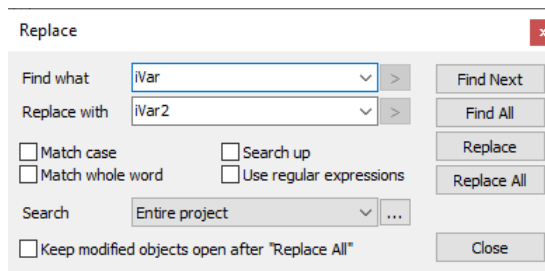 Replace
Find what iVar > Find Next
Replace with iVar2 > Find All
Match case Search up Replace
Match whole word Use regular expressions Replace All
Search Entire project ...
Keep modified objects open after "Replace All" Close